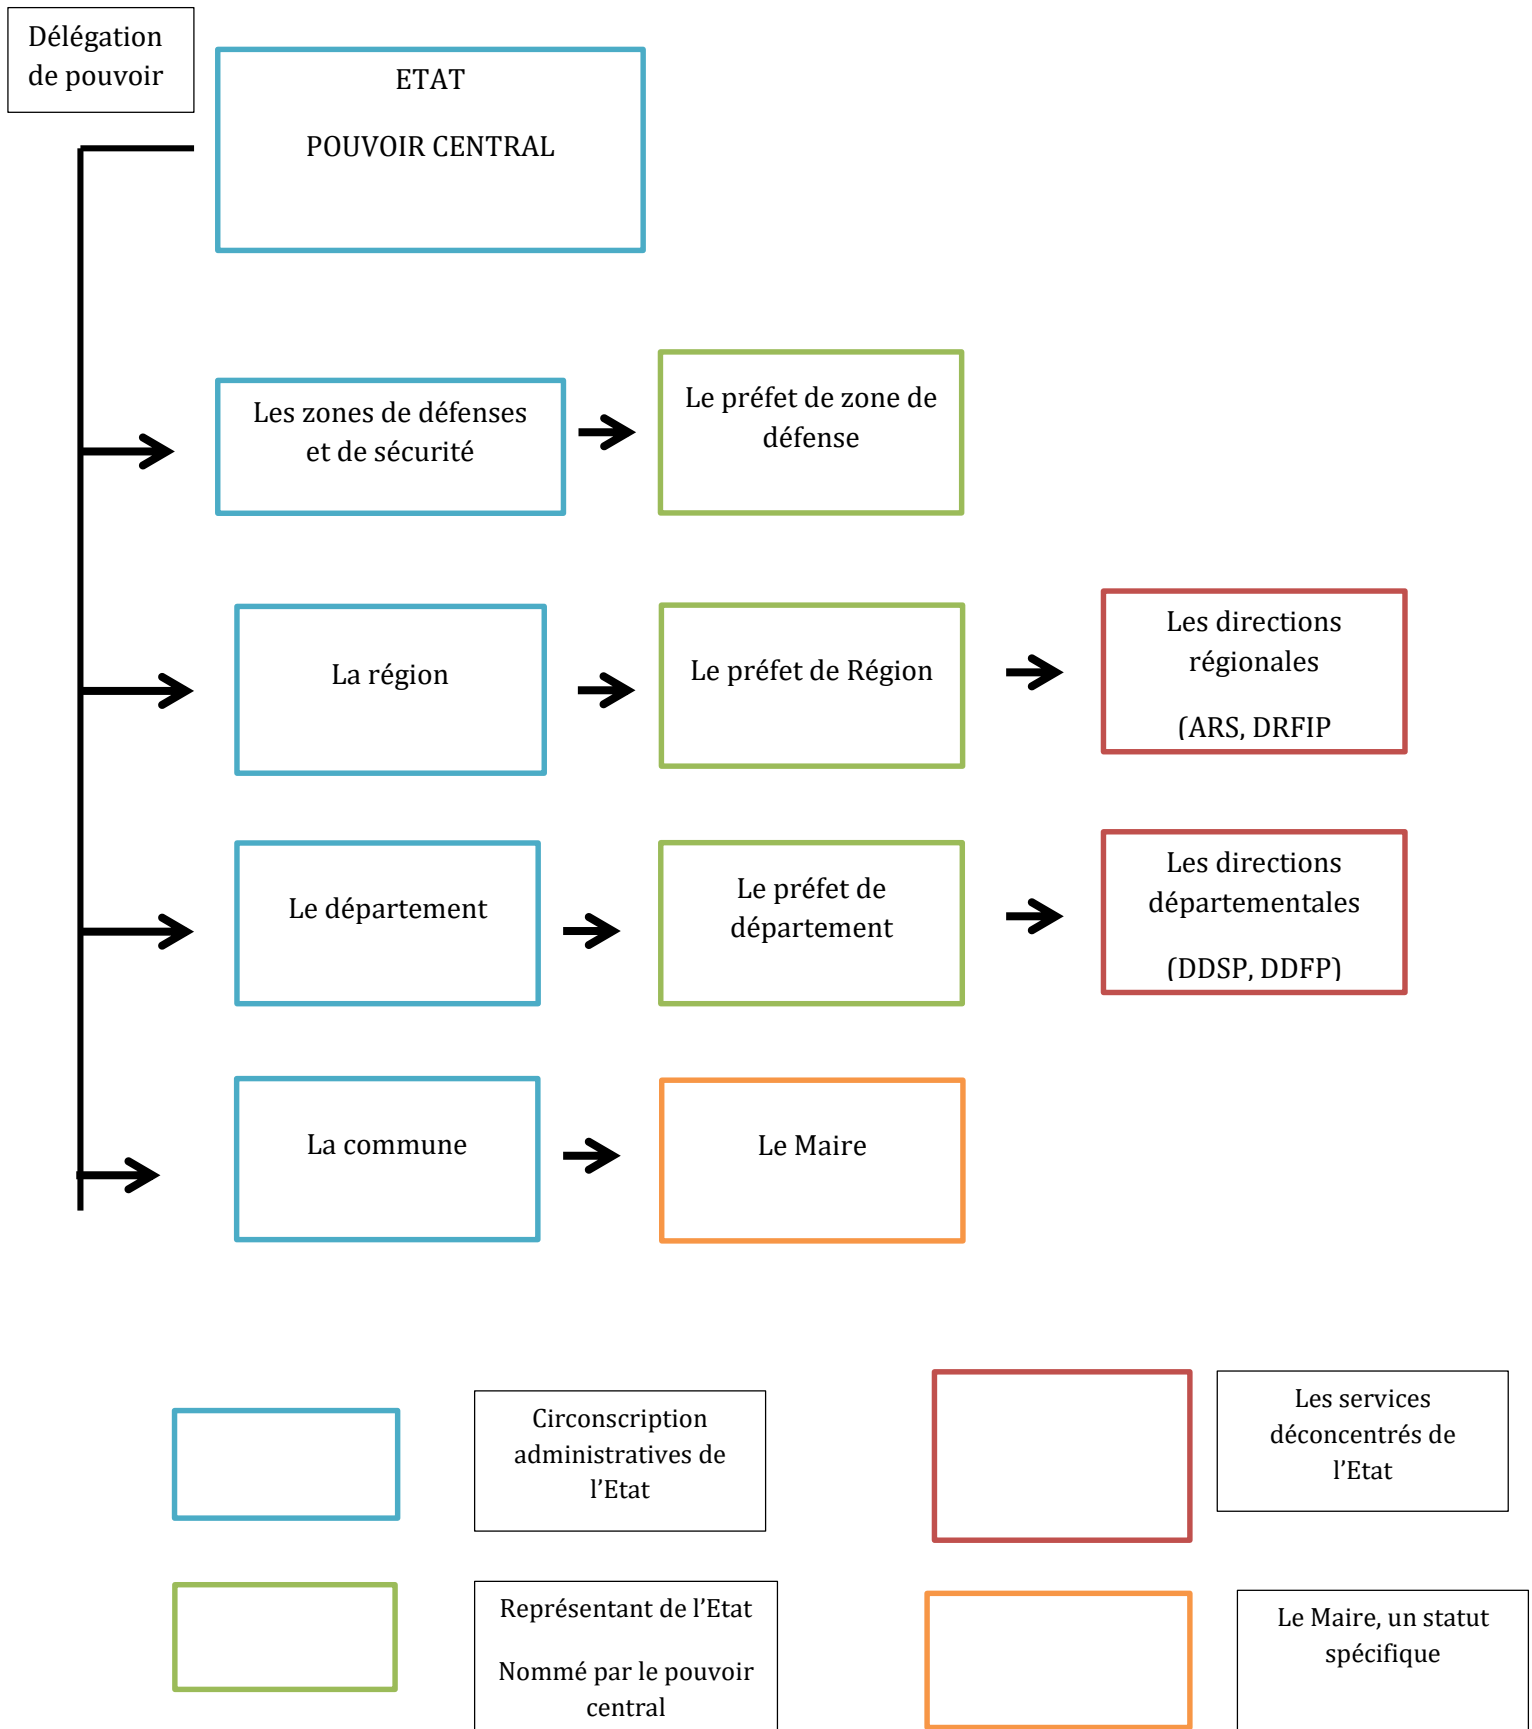 Délégation
de pouvoir
ETAT
POUVOIR CENTRAL
Les zones de défenses
et de sécurité
Le préfet de zone de
défense
La région
Le préfet de Région
Les directions
régionales
(ARS, DRFIP
Le département
Le préfet de
département
Les directions
départementales
(DDSP, DDFP)
La commune
Le Maire
Circonscription
administratives de
l’Etat
Les services
déconcentrés de
l’Etat
Représentant de l’Etat
Nommé par le pouvoir
central
Le Maire, un statut
spécifique